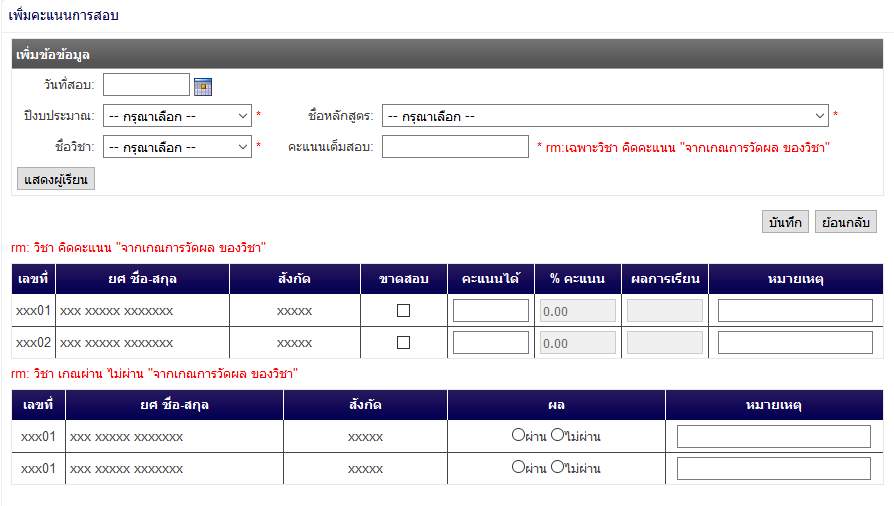 เพิ่มคะแนนการสอบ
เพิ่มข้อข้อมูล
วันที่สอบ:
ปีงบประมาณ: -- กรุณาเลือก -- * ชื่อหลักสูตร: -- กรุณาเลือก -- *
ชื่อวิชา: -- กรุณาเลือก -- * คะแนนเต็มสอบ: * rm:เฉพาะวิชา คิดคะแนน "จากเกณการวัดผล ของวิชา"
แสดงผู้เรียน
บันทึก ย้อนกลับ
rm: วิชา คิดคะแนน "จากเกณการวัดผล ของวิชา"
เลขที่ ยศ ชื่อ-สกุล สังกัด ขาดสอบ คะแนนได้ % คะแนน ผลการเรียน หมายเหตุ
xxx01 xxx xxxxx xxxxxxx xxxxx 0.00
xxx02 xxx xxxxx xxxxxxx xxxxx 0.00
rm: วิชา เกณผ่าน ไม่ผ่าน "จากเกณการวัดผล ของวิชา"
เลขที่ ยศ ชื่อ-สกุล สังกัด ผล หมายเหตุ
xxx01 xxx xxxxx xxxxxxx xxxxx ผ่าน ไม่ผ่าน
xxx01 xxx xxxxx xxxxxxx xxxxx ผ่าน ไม่ผ่าน